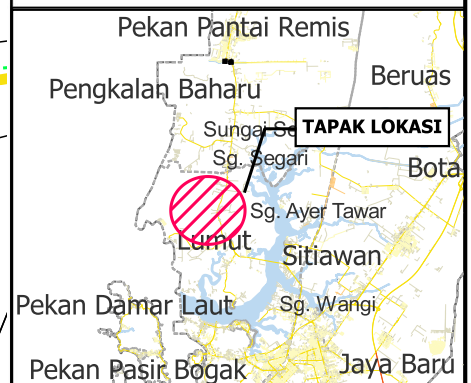 Pekan Pantai Remis
Beruas
Pengkalan Baharu
Sungai
TAPAK LOKASI
Sg. Segari
Bota
Sg. Ayer Tawar
Lumut
Sitiawan
Pekan Damar Laut
Sg. Wangi
Pekan Pasir Bogak
Jaya Baru